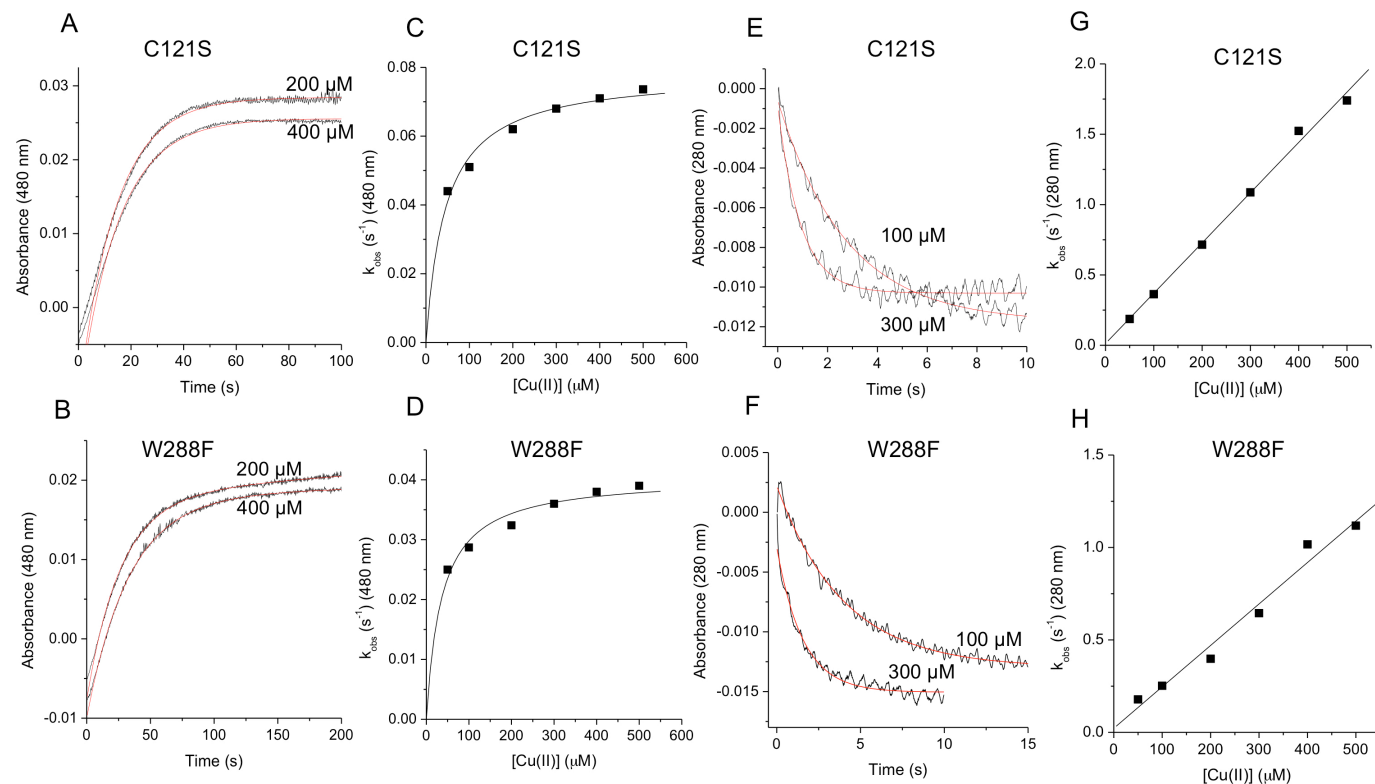 A
C121S
200 µM
400 µM
0.03
0.02
0.01
0.00
Absorbance (480 nm)
0 20 40 60 80 100
Time (s)
C
C121S
0.08
0.06
0.04
0.02
0.00
kobs (s⁻¹) (480 nm)
0 100 200 300 400 500 600
[Cu(II)] (µM)
E
C121S
100 µM
300 µM
0.000
-0.002
-0.004
-0.006
-0.008
-0.010
-0.012
Absorbance (280 nm)
0 2 4 6 8 10
Time (s)
G
C121S
2.0
1.5
1.0
0.5
0.0
kobs (s⁻¹) (280 nm)
0 100 200 300 400 500
[Cu(II)] (µM)
B
W288F
200 µM
400 µM
0.02
0.01
0.00
-0.01
Absorbance (480 nm)
0 50 100 150 200
Time (s)
D
W288F
0.04
0.03
0.02
0.01
0.00
kobs (s⁻¹) (480 nm)
0 100 200 300 400 500 600
[Cu(II)] (µM)
F
W288F
100 µM
300 µM
0.005
0.000
-0.005
-0.010
-0.015
Absorbance (280 nm)
0 5 10 15
Time (s)
H
W288F
1.5
1.0
0.5
0.0
kobs (s⁻¹) (280 nm)
0 100 200 300 400 500
[Cu(II)] (µM)